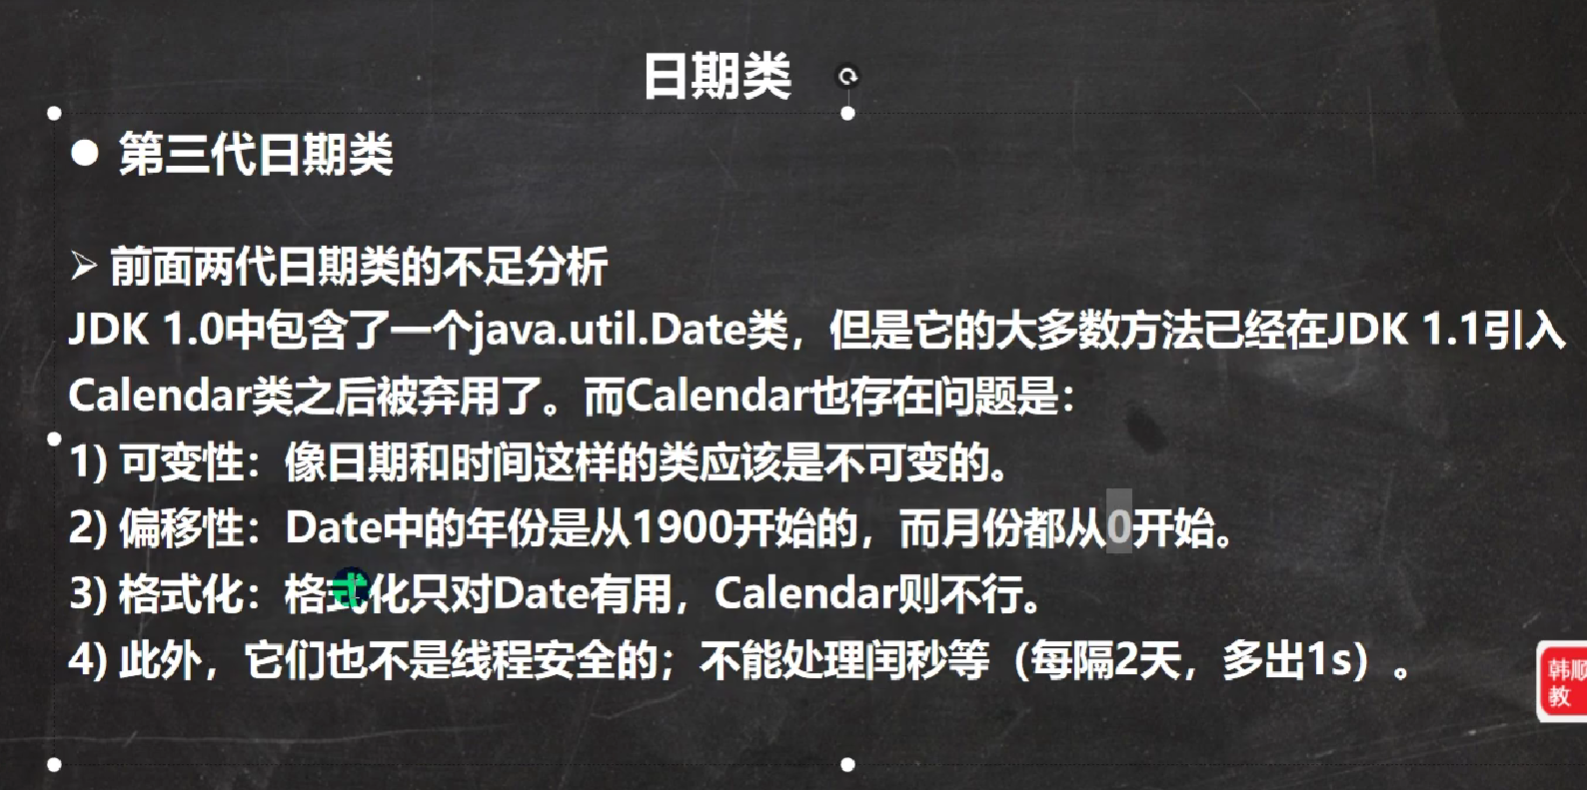 日期类
第三代日期类
前面两代日期类的不足分析
JDK 1.0中包含了一个java.util.Date类，但是它的大多数方法已经在JDK 1.1引入
Calendar类之后被弃用了。而Calendar也存在问题是：
1) 可变性：像日期和时间这样的类应该是不可变的。
2) 偏移性：Date中的年份是从1900开始的，而月份都从0开始。
3) 格式化：格式化只对Date有用，Calendar则不行。
4) 此外，它们也不是线程安全的；不能处理闰秒等（每隔2天，多出1s）。
韩顺
教